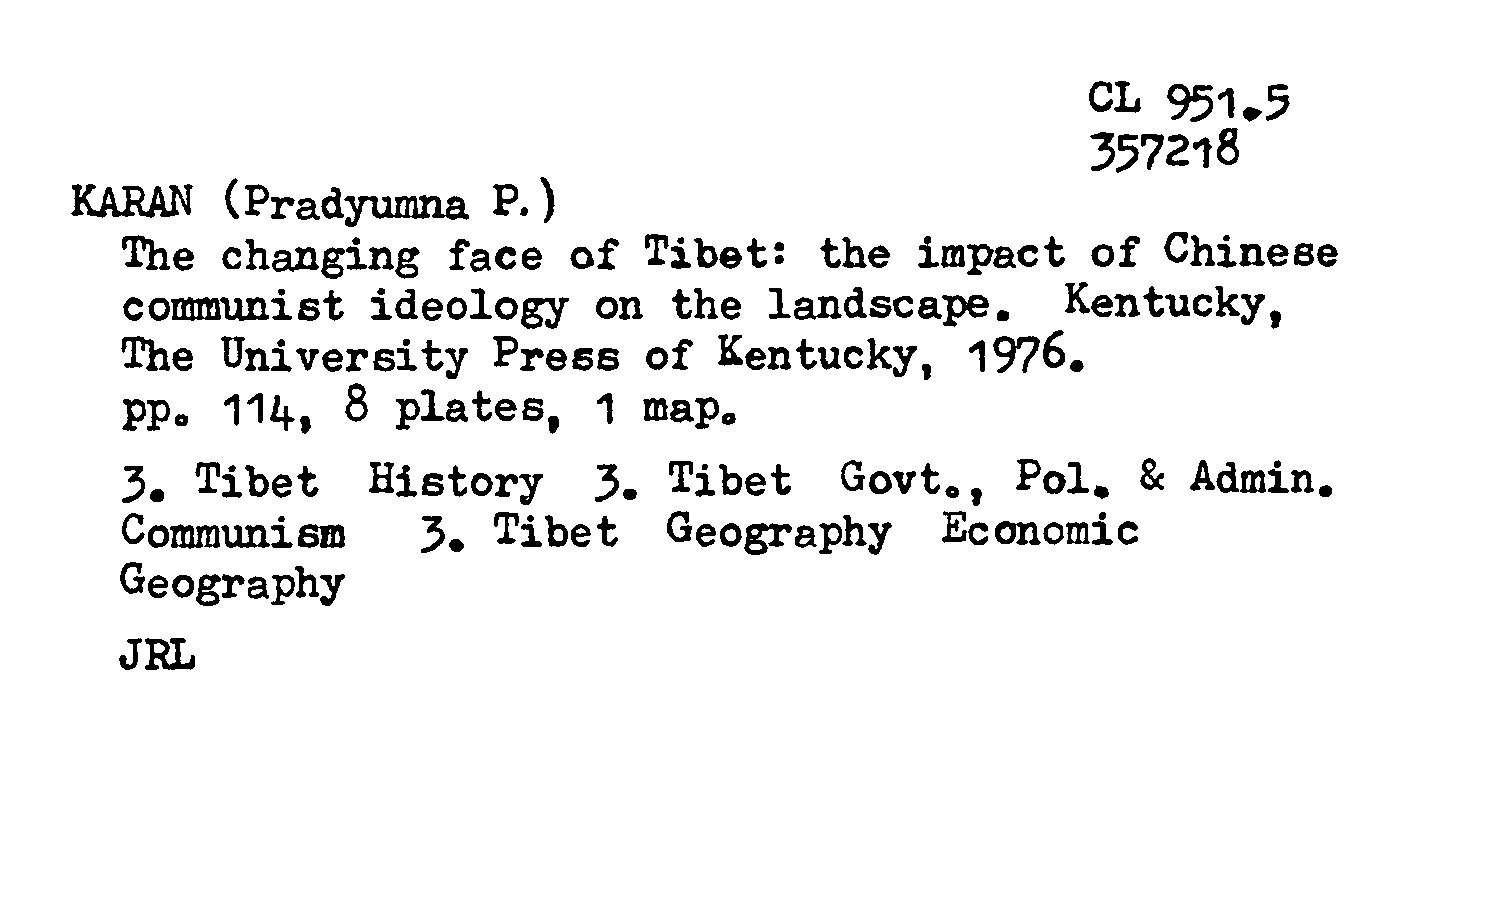 CL 951.5
357218
KARAN (Pradyumna P.)
The changing face of Tibet: the impact of Chinese
communist ideology on the landscape. Kentucky,
The University Press of Kentucky, 1976.
pp. 114, 8 plates, 1 map.
3. Tibet History 3. Tibet Govt., Pol. & Admin.
Communism 3. Tibet Geography Economic
Geography
JRL